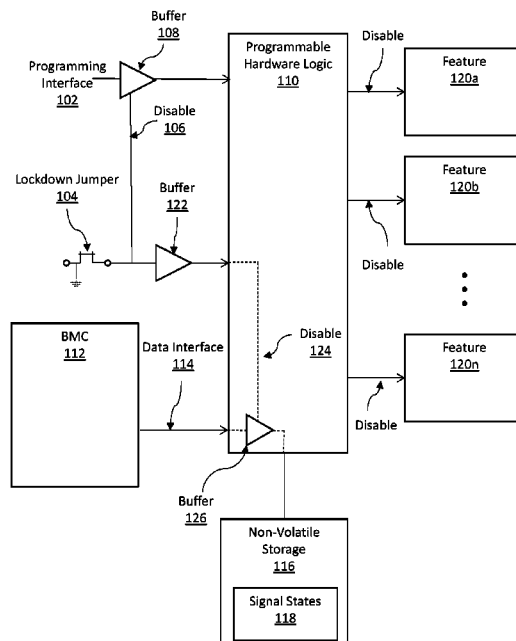 Buffer
108
Programming
Interface
102
Disable
106
Lockdown Jumper
104
Buffer
122
Programmable
Hardware Logic
110
Disable
Feature
120a
Disable
Feature
120b
BMC
112
Data Interface
114
Disable
124
Feature
120n
Disable
Buffer
126
Non-Volatile
Storage
116
Signal States
118